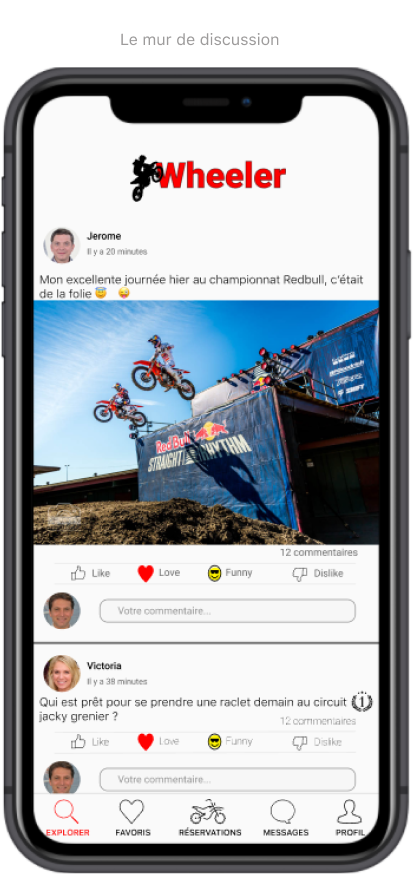 Le mur de discussion
Wheeler
Jerome
Il y a 20 minutes
Mon excellente journée hier au championnat Redbull, c'était
de la folie 😇 😜
Red Bull
STRAIGHT RHYTHM
12 commentaires
Like Love Funny Dislike
Votre commentaire...
Victoria
Il y a 38 minutes
Qui est prêt pour se prendre une raclet demain au circuit 1
jacky grenier ?
12 commentaires
Like Love Funny Dislike
Votre commentaire...
EXPLORER FAVORIS RÉSERVATIONS MESSAGES PROFIL